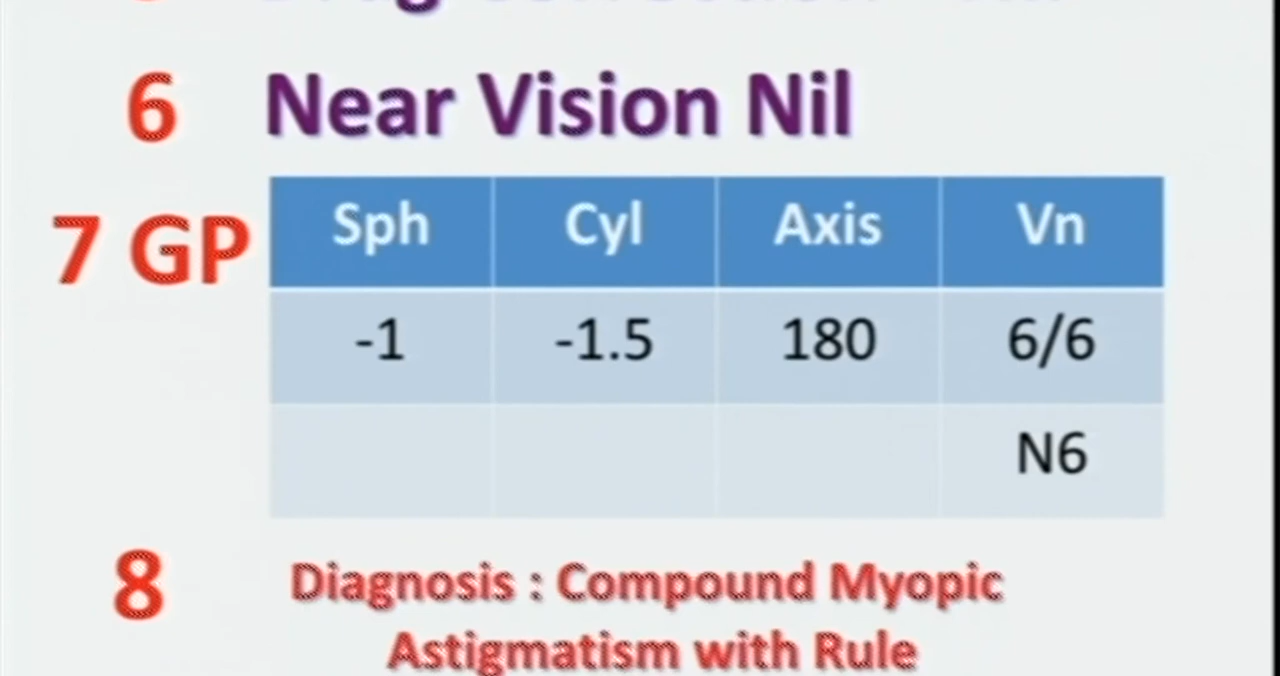 6 Near Vision Nil
7 GP
Sph Cyl Axis Vn
-1 -1.5 180 6/6
N6
8 Diagnosis : Compound Myopic
Astigmatism with Rule